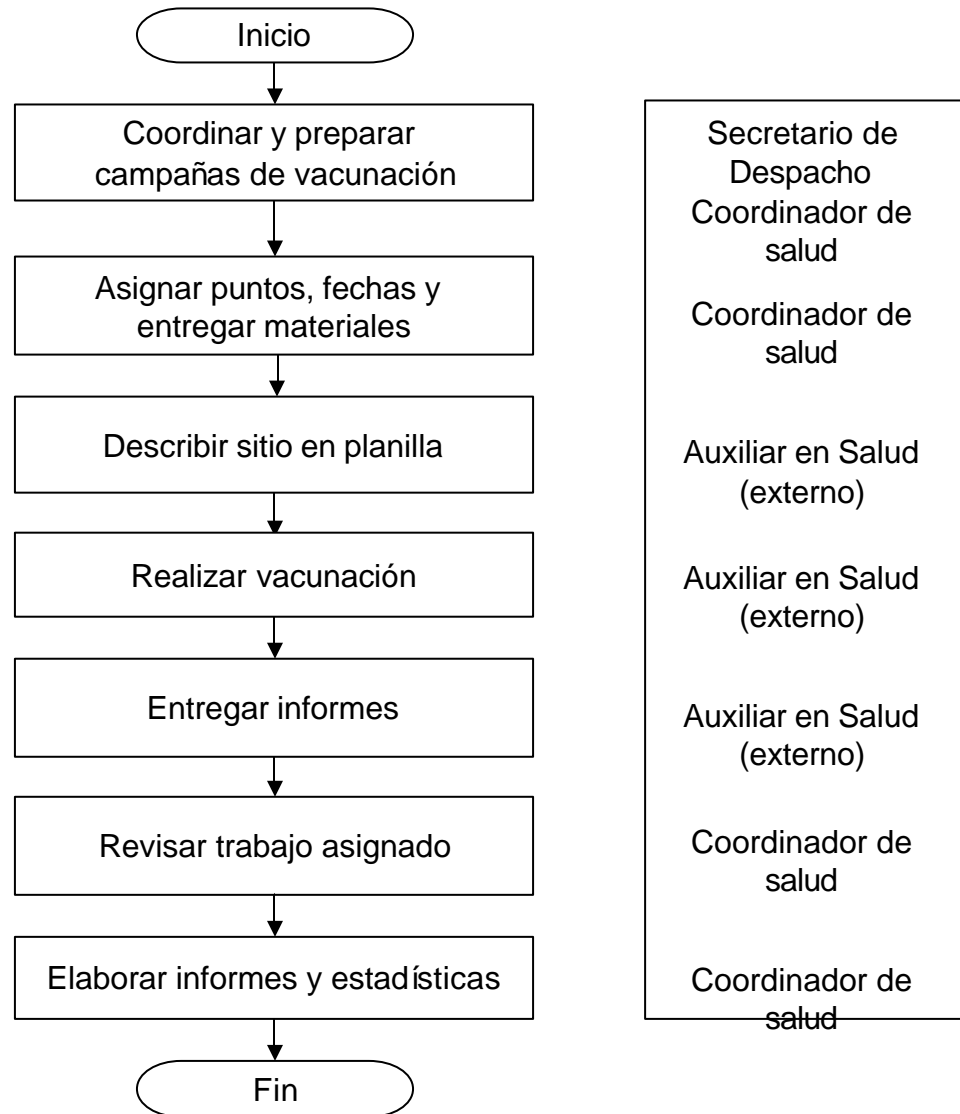 Inicio
Coordinar y preparar
campañas de vacunación
Secretario de
Despacho
Coordinador de
salud
Asignar puntos, fechas y
entregar materiales
Coordinador de
salud
Describir sitio en planilla
Auxiliar en Salud
(externo)
Realizar vacunación
Auxiliar en Salud
(externo)
Entregar informes
Auxiliar en Salud
(externo)
Revisar trabajo asignado
Coordinador de
salud
Elaborar informes y estadísticas
Coordinador de
salud
Fin